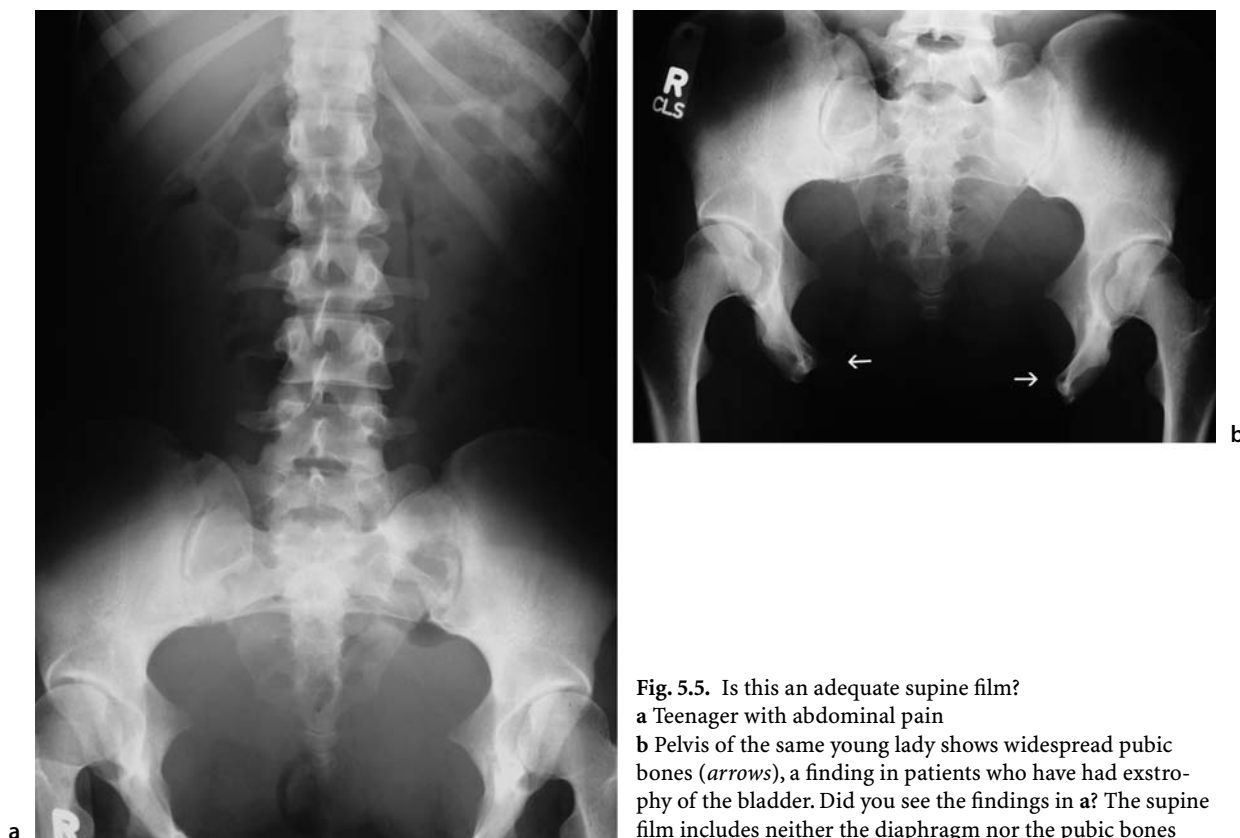 R
CLS
b
R
a
Fig. 5.5. Is this an adequate supine film?
a Teenager with abdominal pain
b Pelvis of the same young lady shows widespread pubic
bones (arrows), a finding in patients who have had exstro-
phy of the bladder. Did you see the findings in a? The supine
film includes neither the diaphragm nor the pubic bones